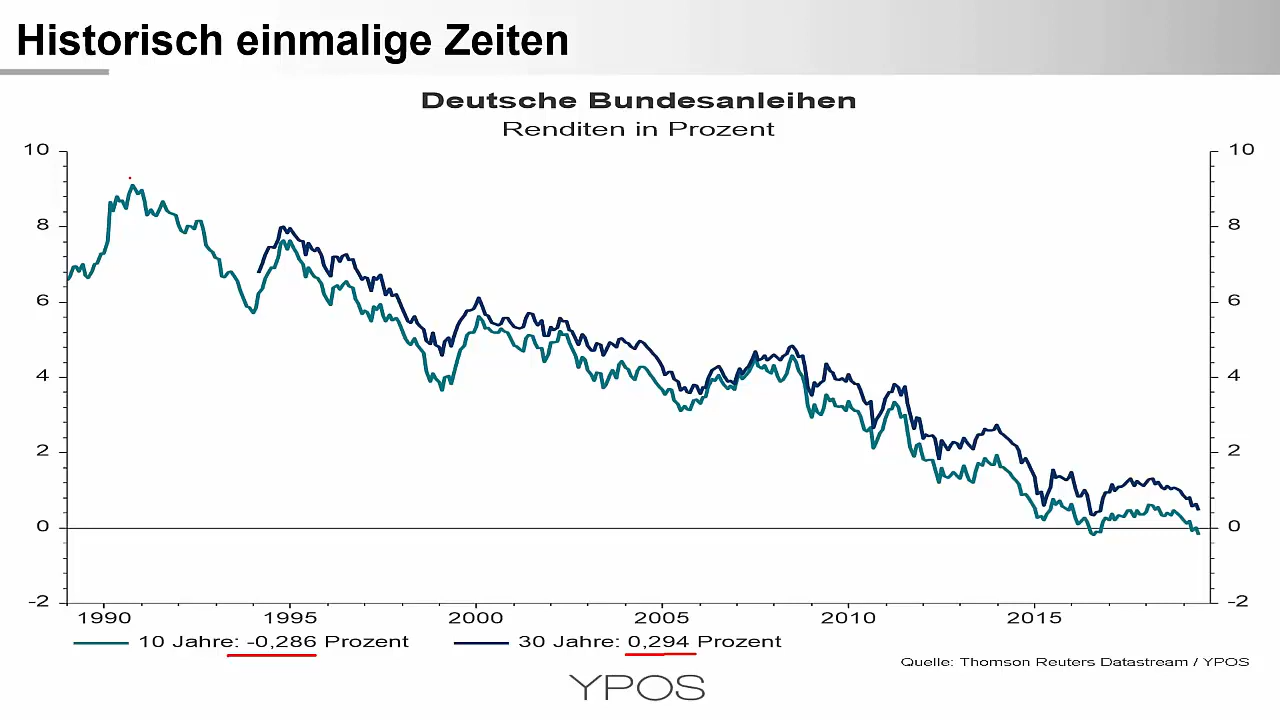 Historisch einmalige Zeiten
Deutsche Bundesanleihen
Renditen in Prozent
10 10
8 8
6 6
4 4
2 2
0 0
-2 -2
1990 1995 2000 2005 2010 2015
10 Jahre: -0,286 Prozent 30 Jahre: 0,294 Prozent
Quelle: Thomson Reuters Datastream / YPOS
YPOS